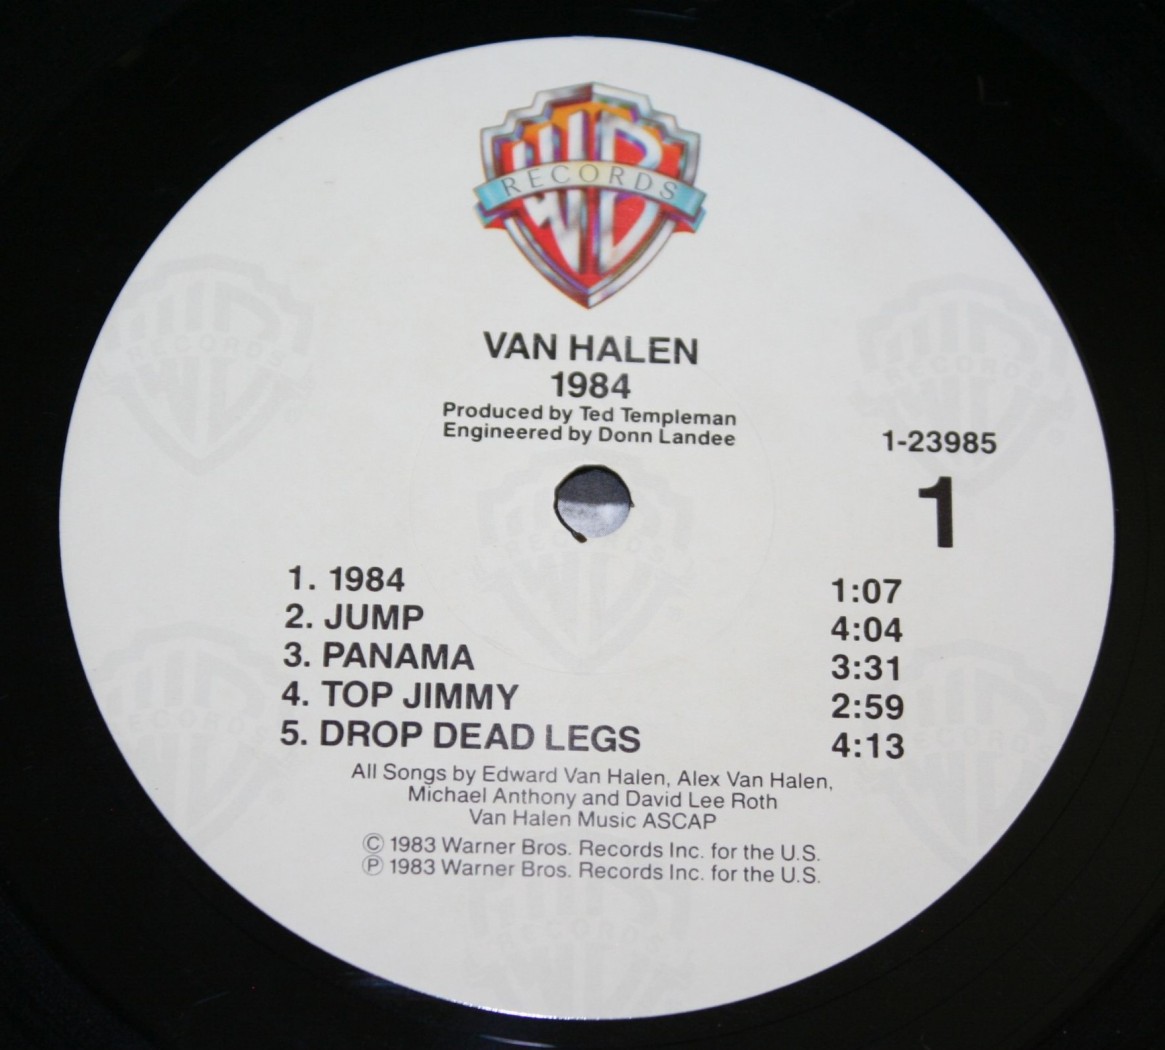 WB
RECORDS
VAN HALEN
1984
Produced by Ted Templeman
Engineered by Donn Landee
1-23985
1
1. 1984 1:07
2. JUMP 4:04
3. PANAMA 3:31
4. TOP JIMMY 2:59
5. DROP DEAD LEGS 4:13
All Songs by Edward Van Halen, Alex Van Halen,
Michael Anthony and David Lee Roth
Van Halen Music ASCAP
© 1983 Warner Bros. Records Inc. for the U.S.
℗ 1983 Warner Bros. Records Inc. for the U.S.